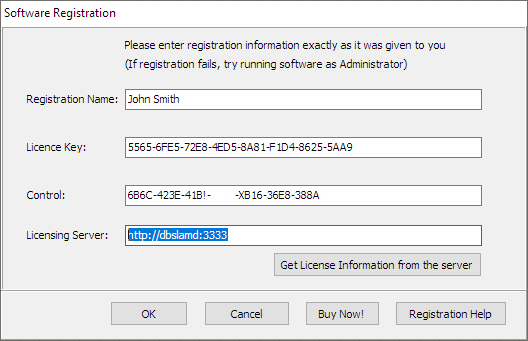 Software Registration
Please enter registration information exactly as it was given to you
(If registration fails, try running software as Administrator)
Registration Name: John Smith
Licence Key: 5565-6FE5-72E8-4ED5-8A81-F1D4-8625-5AA9
Control: 6B6C-423E-41B!- -XB16-36E8-388A
Licensing Server: http://dbslamd:3333
Get License Information from the server
OK Cancel Buy Now! Registration Help